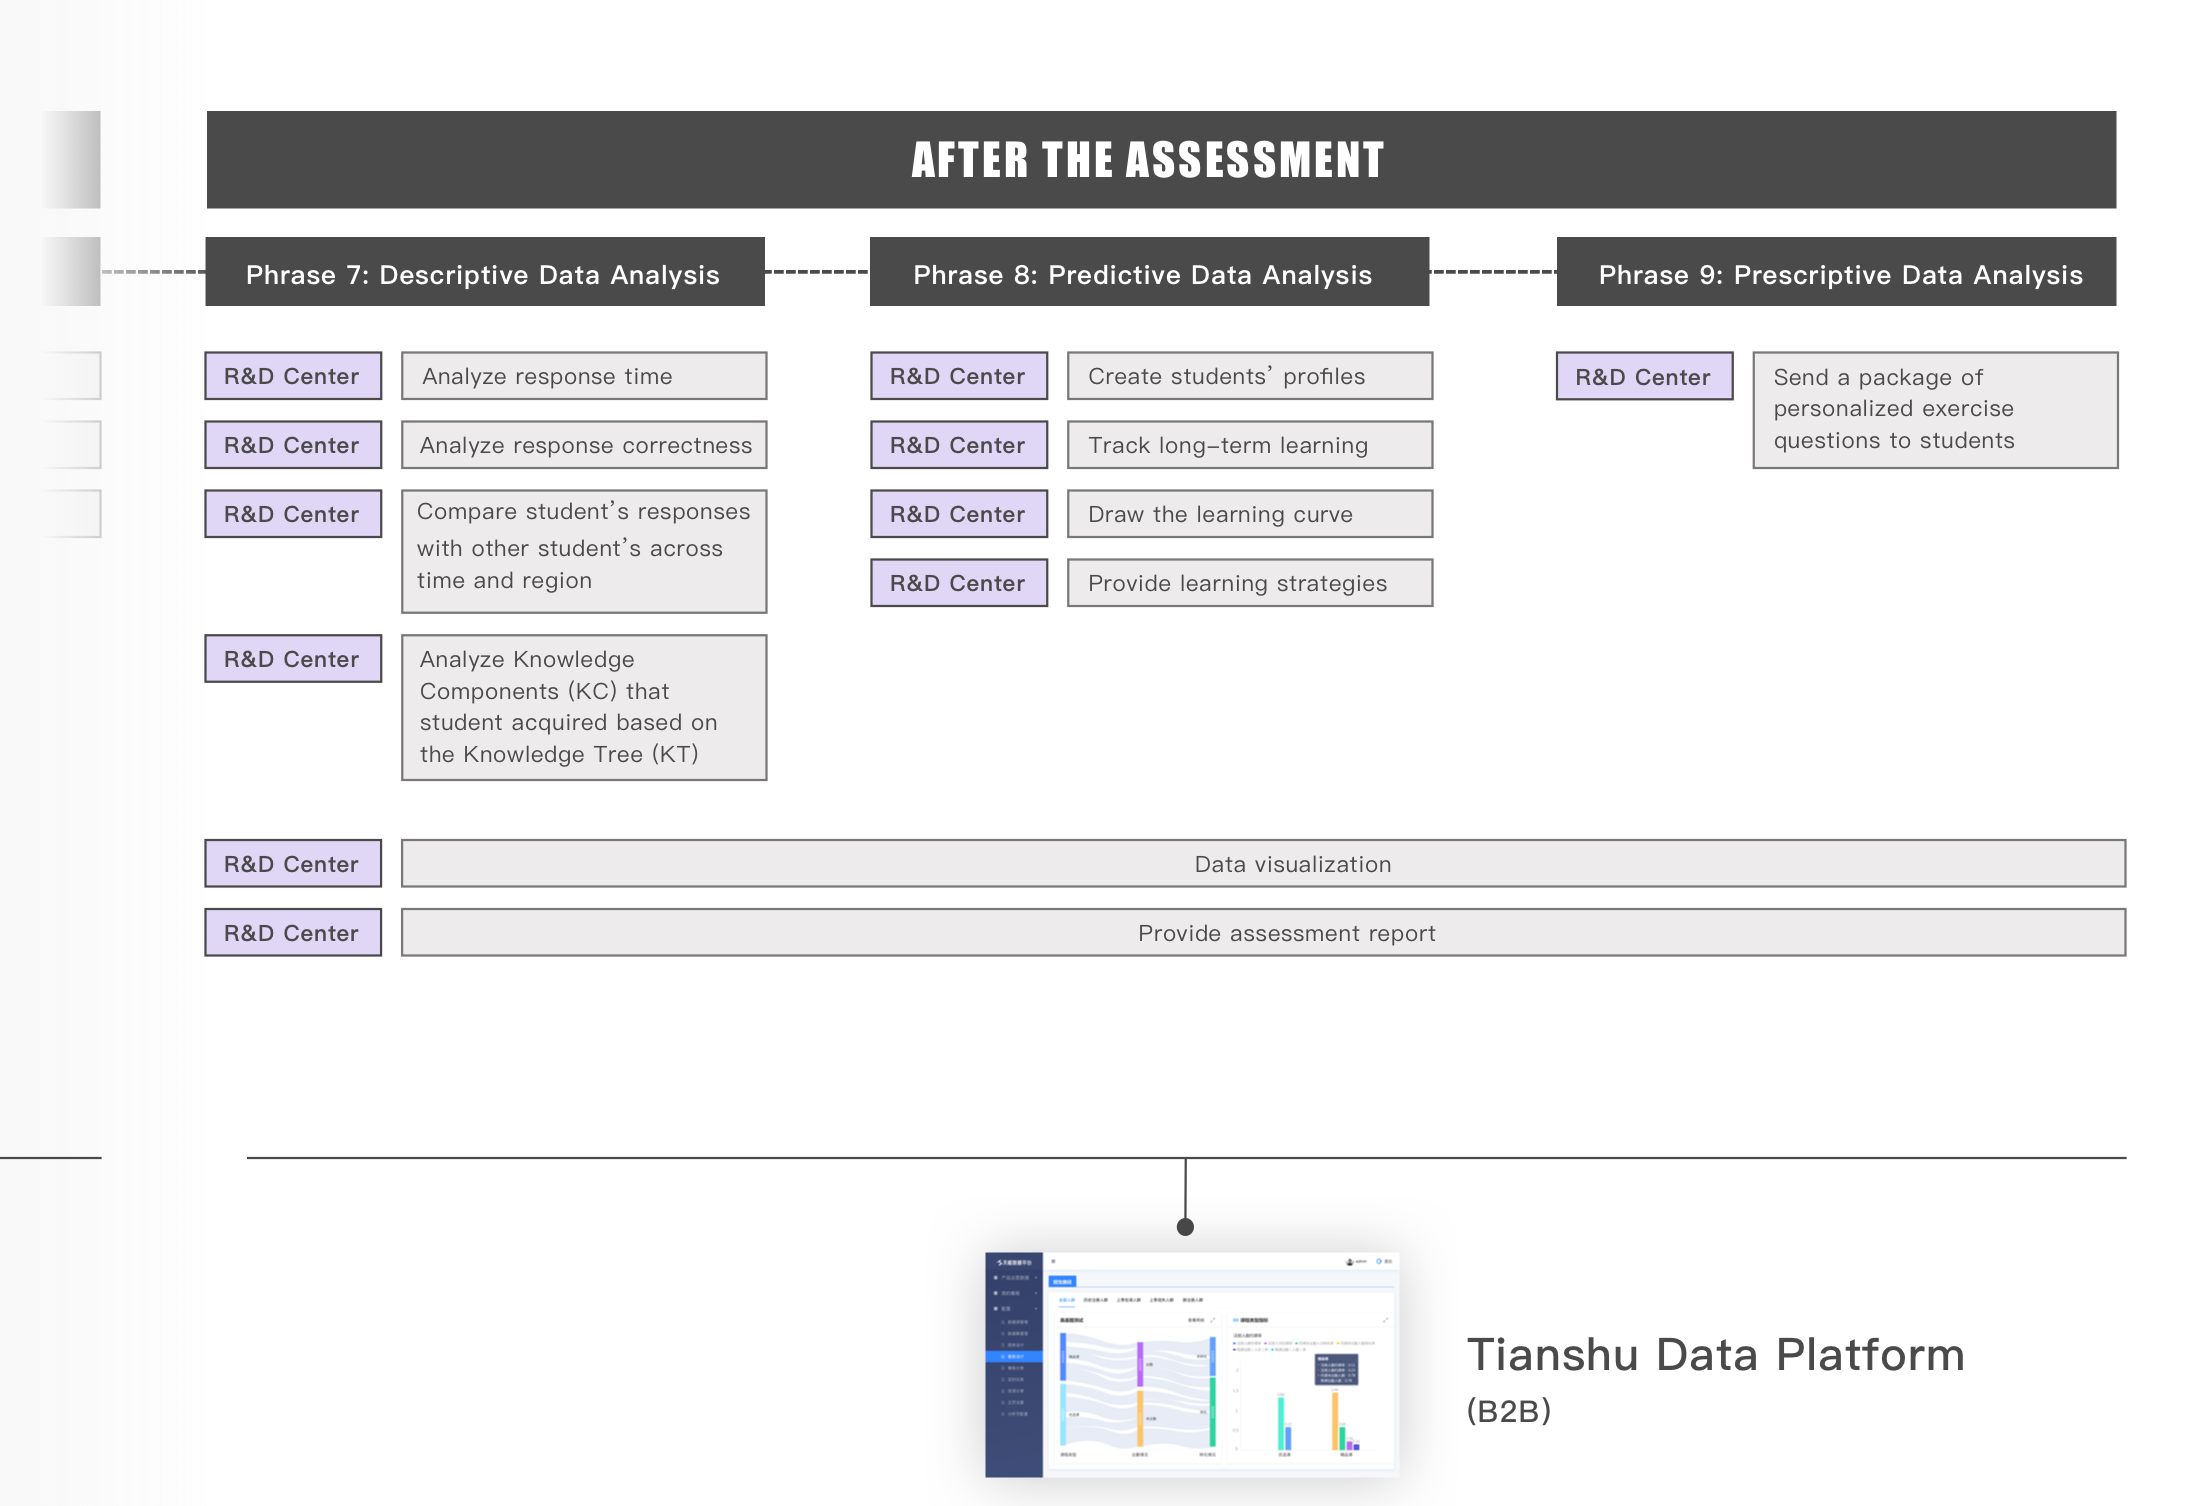 AFTER THE ASSESSMENT
Phrase 7: Descriptive Data Analysis
Phrase 8: Predictive Data Analysis
Phrase 9: Prescriptive Data Analysis
R&D Center
Analyze response time
R&D Center
Analyze response correctness
R&D Center
Compare student’s responses
with other student’s across
time and region
R&D Center
Analyze Knowledge
Components (KC) that
student acquired based on
the Knowledge Tree (KT)
R&D Center
Create students’ profiles
R&D Center
Track long-term learning
R&D Center
Draw the learning curve
R&D Center
Provide learning strategies
R&D Center
Send a package of
personalized exercise
questions to students
R&D Center
Data visualization
R&D Center
Provide assessment report
Tianshu Data Platform
(B2B)